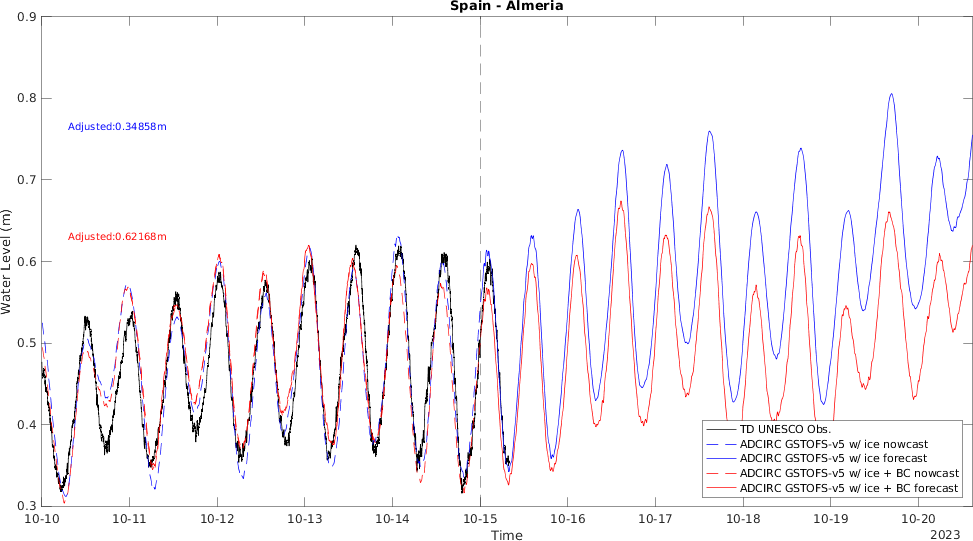 Spain - Almeria
Water Level (m)
0.9
0.8
0.7
0.6
0.5
0.4
0.3
Adjusted:0.34858m
Adjusted:0.62168m
TD UNESCO Obs.
ADCIRC GSTOFS-v5 w/ ice nowcast
ADCIRC GSTOFS-v5 w/ ice forecast
ADCIRC GSTOFS-v5 w/ ice + BC nowcast
ADCIRC GSTOFS-v5 w/ ice + BC forecast
10-10 10-11 10-12 10-13 10-14 10-15 10-16 10-17 10-18 10-19 10-20
Time
2023